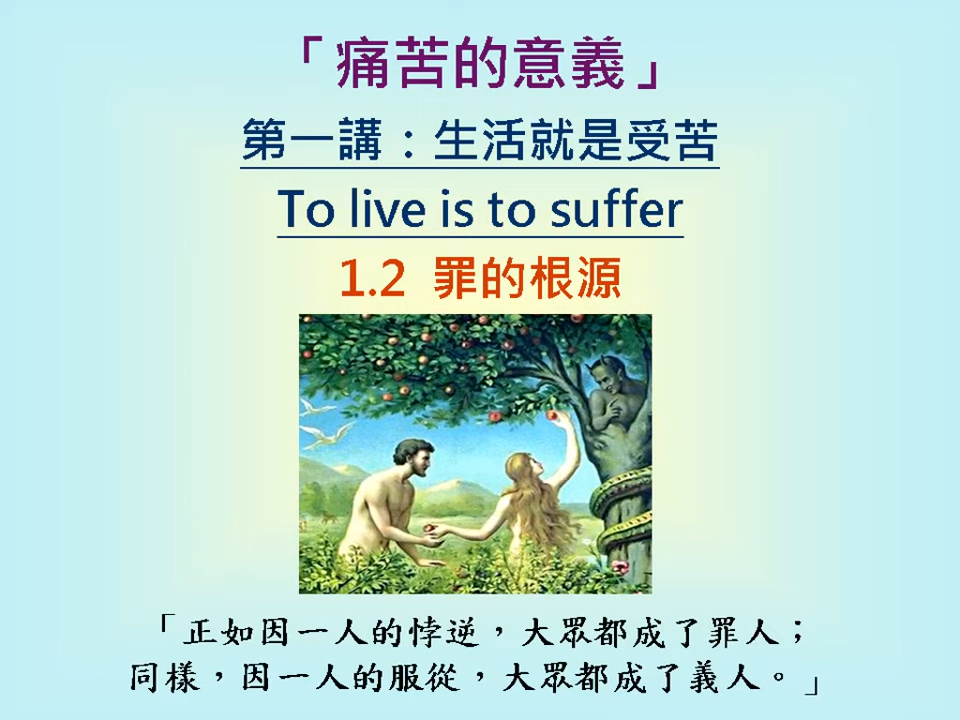 「痛苦的意義」
第一講：生活就是受苦
To live is to suffer
1.2 罪的根源
「正如因一人的悖逆，大眾都成了罪人；
同樣，因一人的服從，大眾都成了義人。」